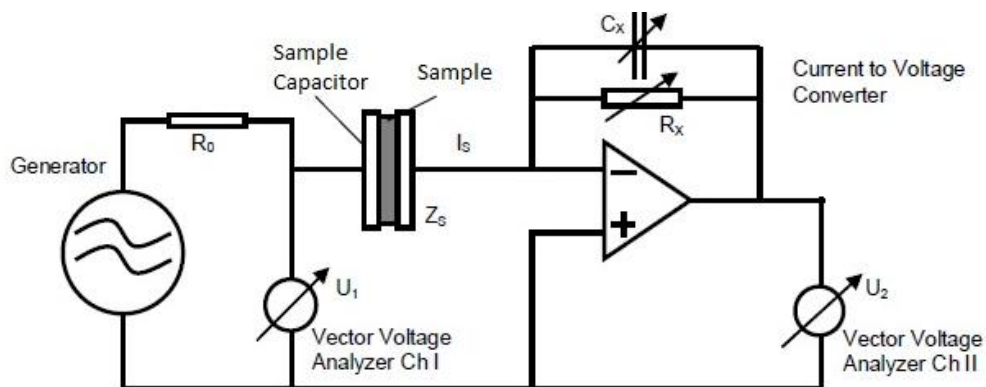 Sample
Capacitor
Sample
Cₓ
Current to Voltage
Converter
R₀
Generator
Iₛ
Rₓ
Zₛ
−
+
U₁
Vector Voltage
Analyzer Ch I
U₂
Vector Voltage
Analyzer Ch II